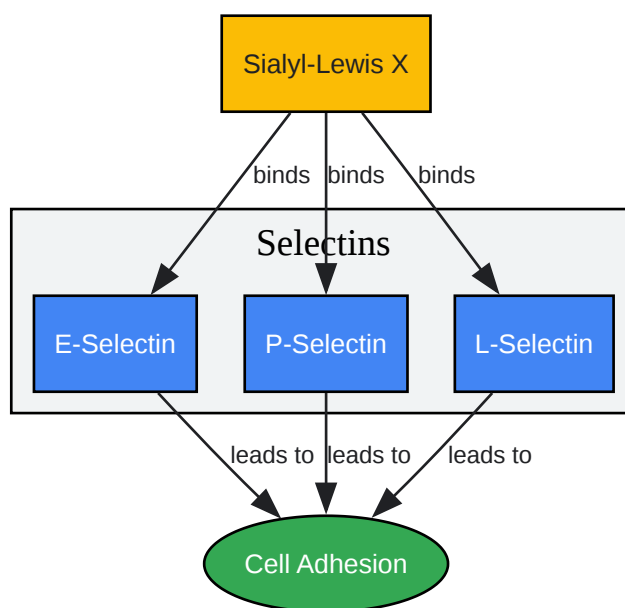 Sialyl-Lewis X
binds binds binds
Selectins
E-Selectin P-Selectin L-Selectin
leads to leads to leads to
Cell Adhesion